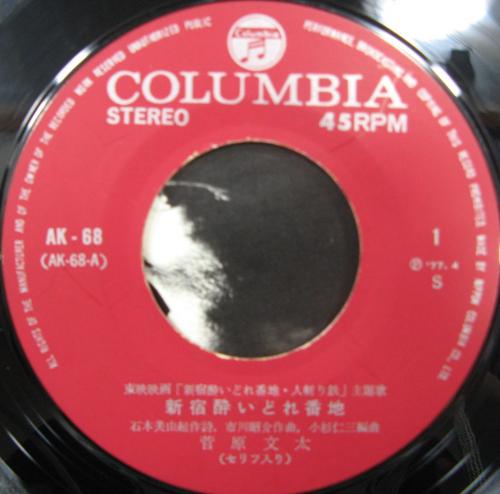 ALL RIGHTS OF THE MANUFACTURER AND OF THE OWNER OF THE RECORDED WORK RESERVED UNAUTHORIZED PUBLIC PERFORMANCE, BROADCASTING AND COPYING OF THIS RECORD PROHIBITED MADE BY NIPPON COLUMBIA CO., LTD.
Columbia
COLUMBIA
STEREO 45RPM
AK-68 1
(AK-68-A) Ⓟ '77.4
S
東映映画「新宿酔いどれ番地・人斬り鉄」主題歌
新宿酔いどれ番地
石本美由起作詩、市川昭介作曲、小杉仁三編曲
菅原文太
(セリフ入り)